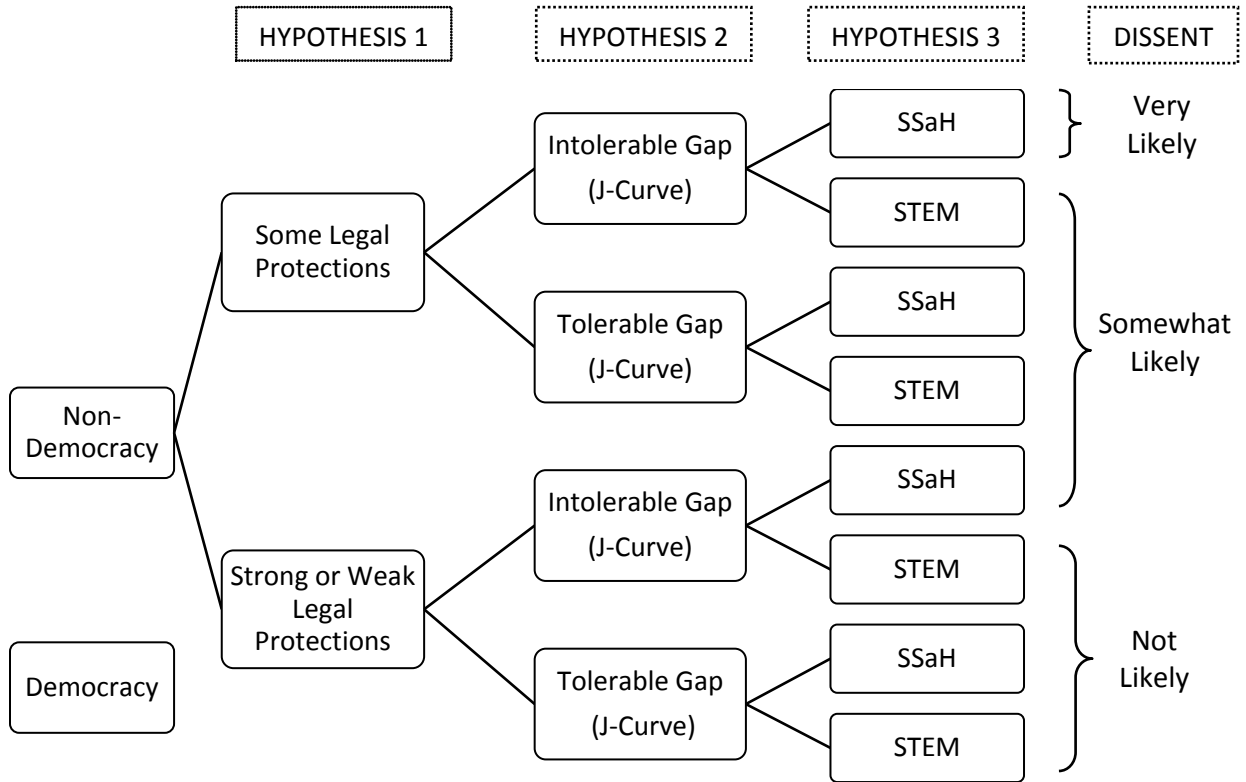 HYPOTHESIS 1
HYPOTHESIS 2
HYPOTHESIS 3
DISSENT
Non-
Democracy
Democracy
Some Legal
Protections
Strong or Weak
Legal
Protections
Intolerable Gap
(J-Curve)
Tolerable Gap
(J-Curve)
Intolerable Gap
(J-Curve)
Tolerable Gap
(J-Curve)
SSaH
STEM
SSaH
STEM
SSaH
STEM
SSaH
STEM
Very
Likely
Somewhat
Likely
Not
Likely